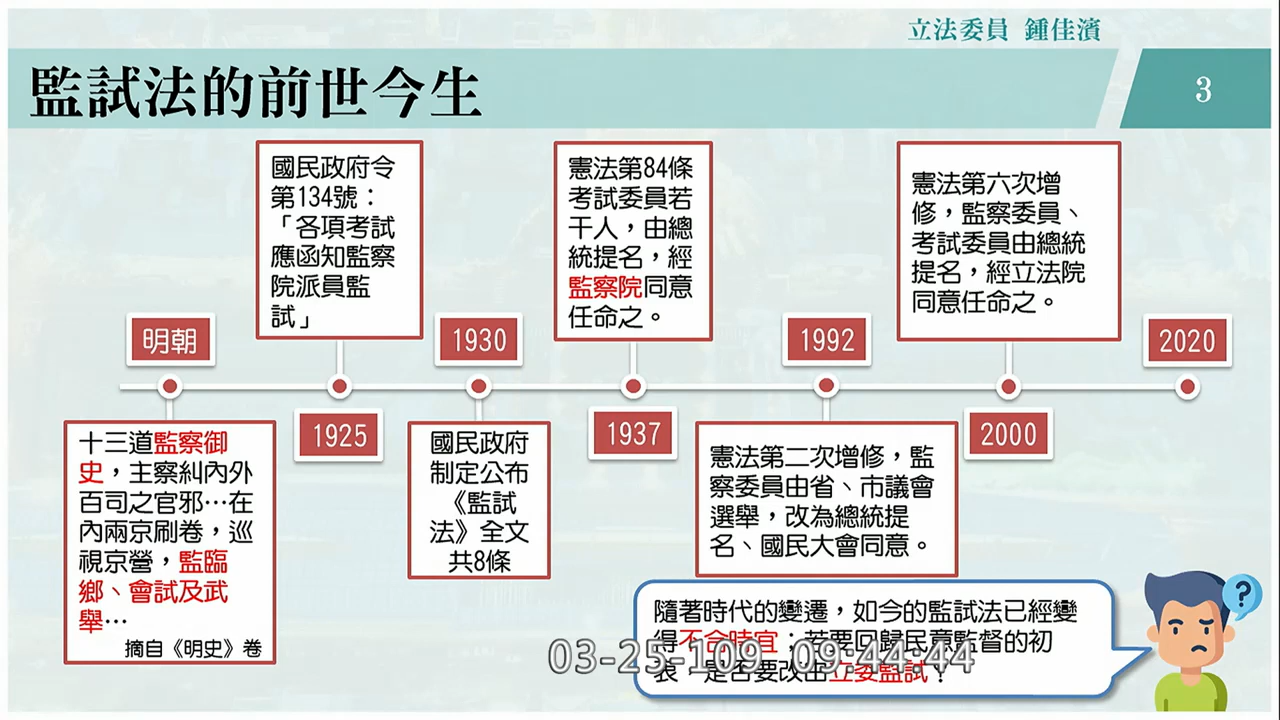 立法委員 鍾佳濱
監試法的前世今生
3
國民政府令
第134號：
「各項考試
應函知監察
院派員監
試」
憲法第84條
考試委員若
干人，由總
統提名，經
監察院同意
任命之。
憲法第六次增
修，監察委員、
考試委員由總統
提名，經立法院
同意任命之。
明朝
1930
1992
2020
1925
1937
2000
十三道監察御
史，主察糾內外
百司之官邪…在
內兩京刷卷，巡
視京營，監臨
鄉、會試及武
舉…
摘自《明史》卷
國民政府
制定公布
《監試
法》全文
共8條
憲法第二次增修，監
察委員由省、市議會
選舉，改為總統提
名、國民大會同意。
隨著時代的變遷，如今的監試法已經變
得不合時宜；若要回歸民意監督的初
衷，是否要改由立委監試？
?
03-25-109 09:44:44